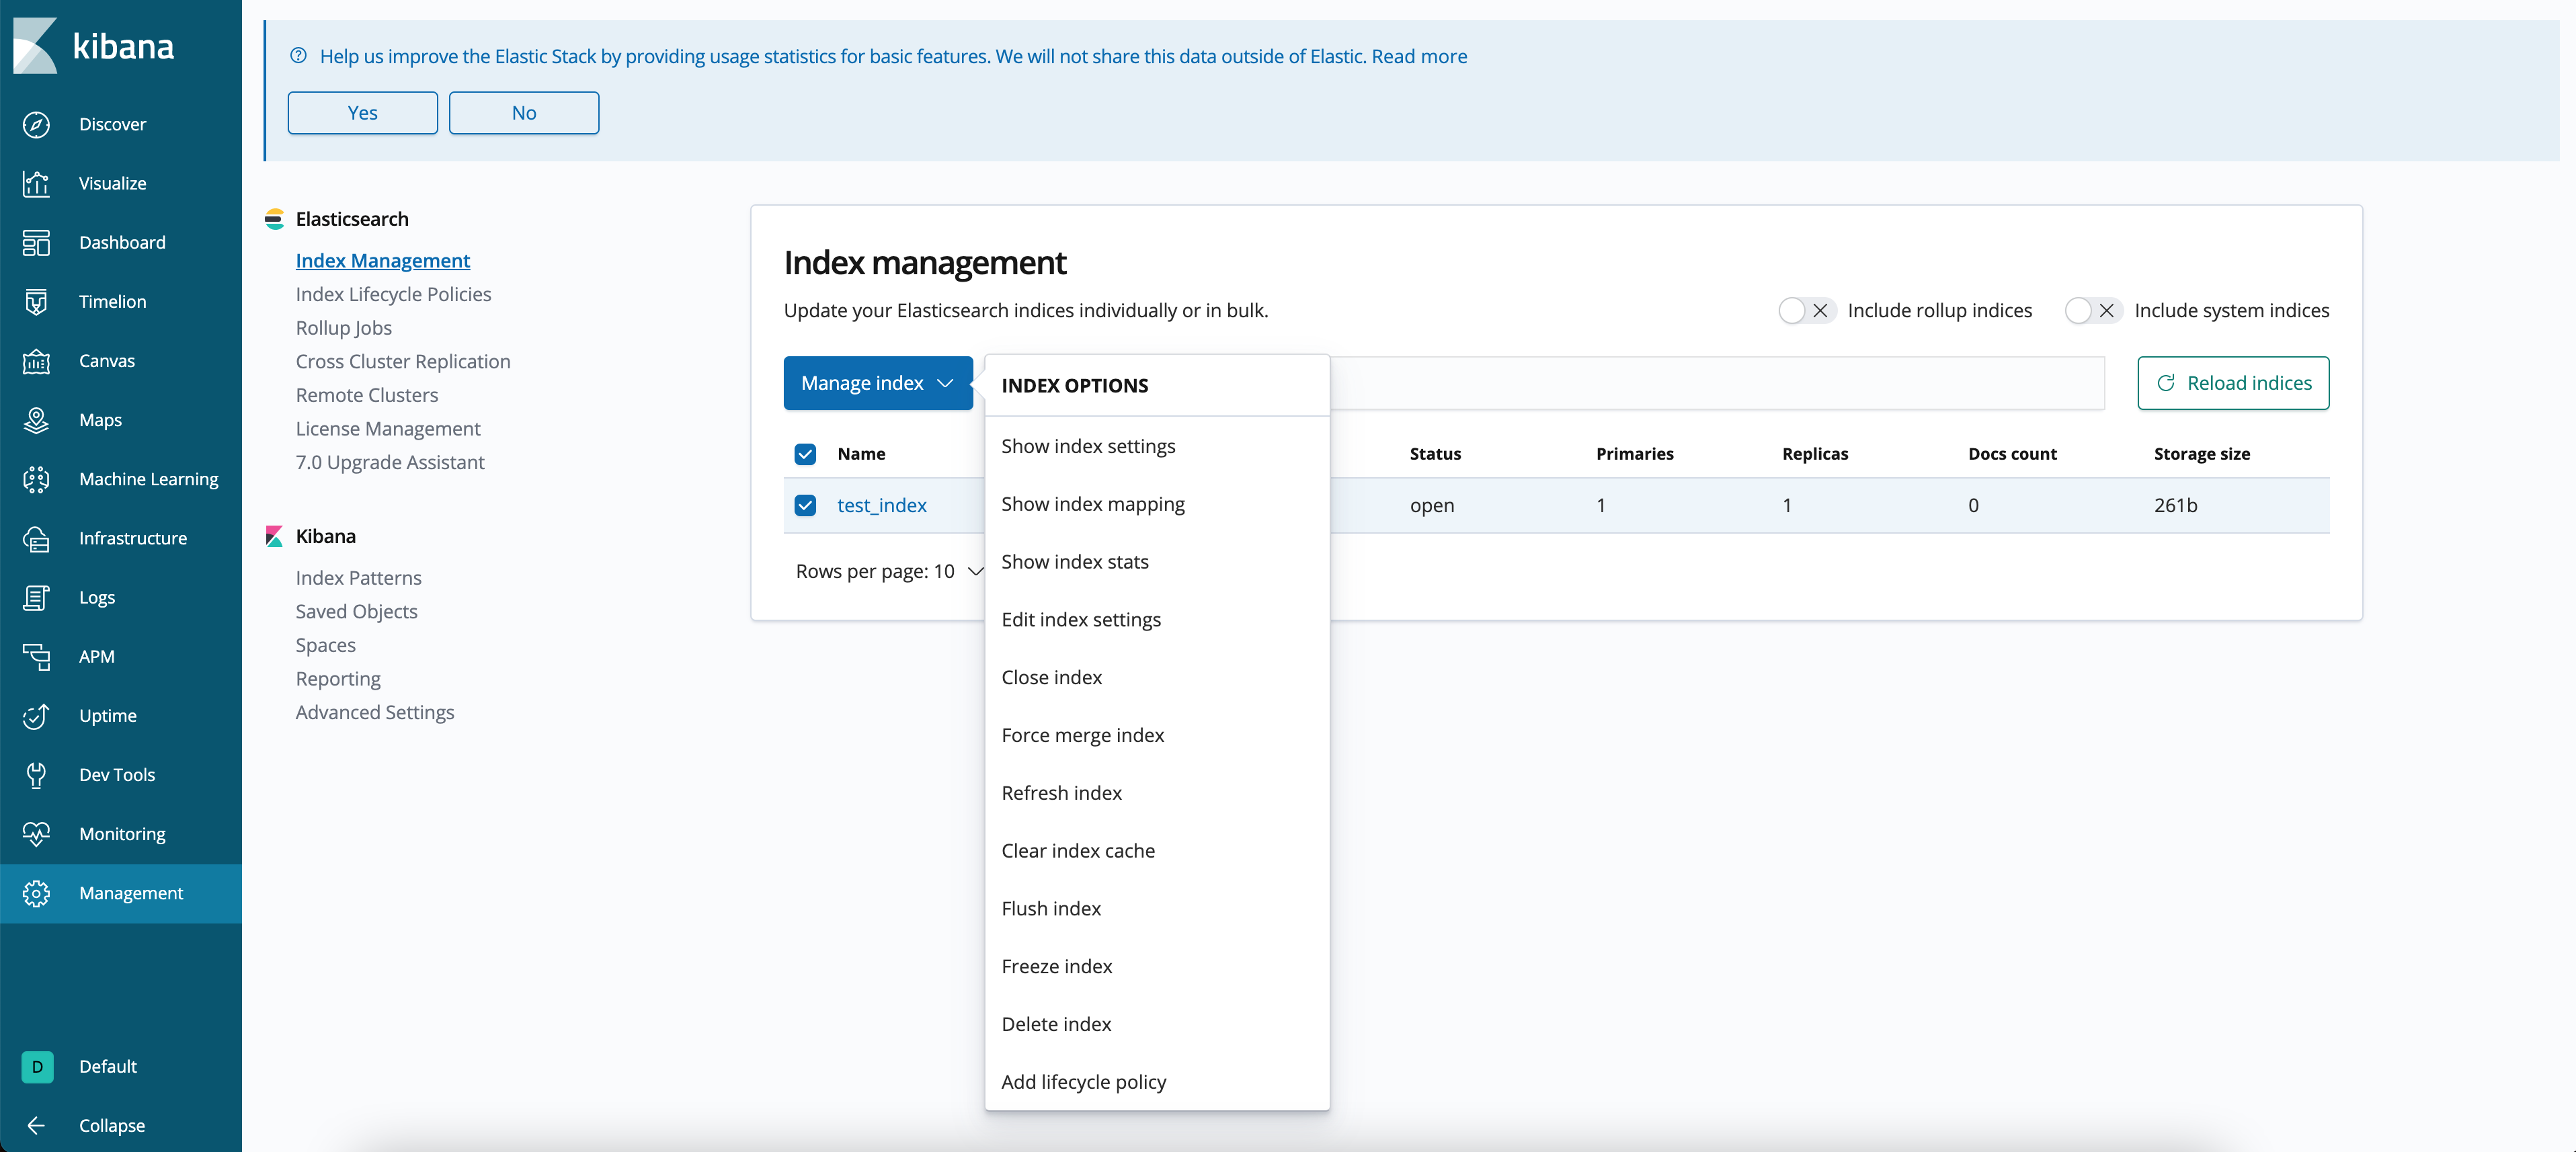 kibana
Discover
Visualize
Dashboard
Timelion
Canvas
Maps
Machine Learning
Infrastructure
Logs
APM
Uptime
Dev Tools
Monitoring
Management
D Default
Collapse
Help us improve the Elastic Stack by providing usage statistics for basic features. We will not share this data outside of Elastic. Read more
Yes No
Elasticsearch
Index Management
Index Lifecycle Policies
Rollup Jobs
Cross Cluster Replication
Remote Clusters
License Management
7.0 Upgrade Assistant
Kibana
Index Patterns
Saved Objects
Spaces
Reporting
Advanced Settings
Index management
Update your Elasticsearch indices individually or in bulk. Include rollup indices Include system indices
Manage index Reload indices
Name Status Primaries Replicas Docs count Storage size
test_index open 1 1 0 261b
Rows per page: 10
INDEX OPTIONS
Show index settings
Show index mapping
Show index stats
Edit index settings
Close index
Force merge index
Refresh index
Clear index cache
Flush index
Freeze index
Delete index
Add lifecycle policy